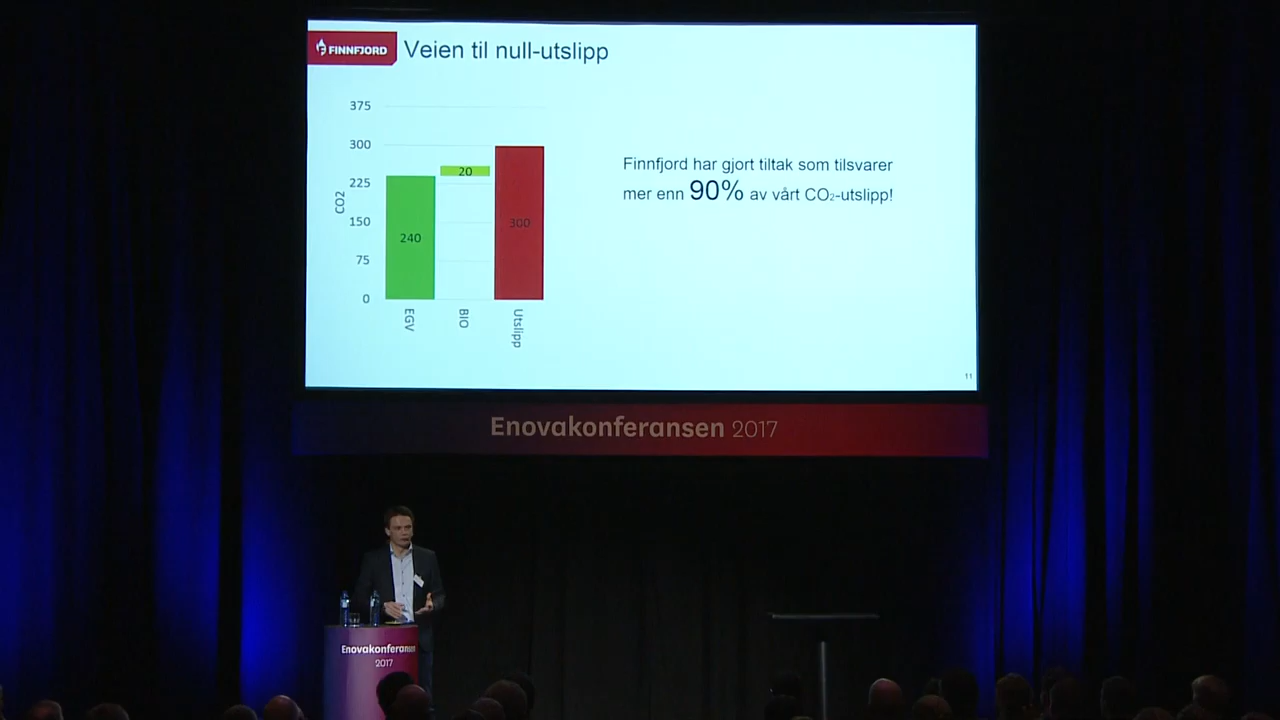 FINNFJORD
Veien til null-utslipp
375
300
225
150
75
0
CO2
240
20
300
EGV
BIO
Utslipp
Finnfjord har gjort tiltak som tilsvarer
mer enn 90% av vårt CO₂-utslipp!
11
Enovakonferansen 2017
Enovakonferansen
2017